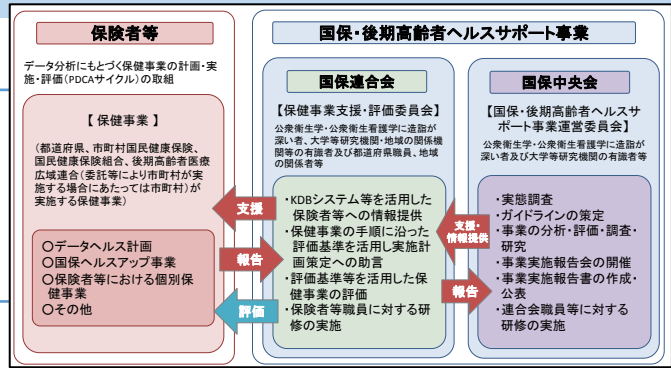 保険者等
データ分析にもとづく保健事業の計画・実
施・評価(PDCAサイクル)の取組
【 保健事業 】
(都道府県、市町村国民健康保険、
国民健康保険組合、後期高齢者医療
広域連合(委託等により市町村が実
施する場合にあたっては市町村)が
実施する保健事業)
〇データヘルス計画
〇国保ヘルスアップ事業
〇保険者等における個別保
健事業
〇その他
支援
報告
評価
国保・後期高齢者ヘルスサポート事業
国保連合会
【保健事業支援・評価委員会】
公衆衛生学・公衆衛生看護学に造詣が
深い者、大学等研究機関・地域の関係機
関等の有識者及び都道府県職員、地域
の関係者等
・KDBシステム等を活用した
保険者等への情報提供
・保健事業の手順に沿った
評価基準を活用し実施計
画策定への助言
・評価基準等を活用した保
健事業の評価
・保険者等職員に対する研
修の実施
支援・
情報提供
報告
国保中央会
【国保・後期高齢者ヘルスサ
ポート事業運営委員会】
公衆衛生学・公衆衛生看護学に造詣が
深い者及び大学等研究機関の有識者等
・実態調査
・ガイドラインの策定
・事業の分析・評価・調査・
研究
・事業実施報告会の開催
・事業実施報告書の作成・
公表
・連合会職員等に対する
研修の実施